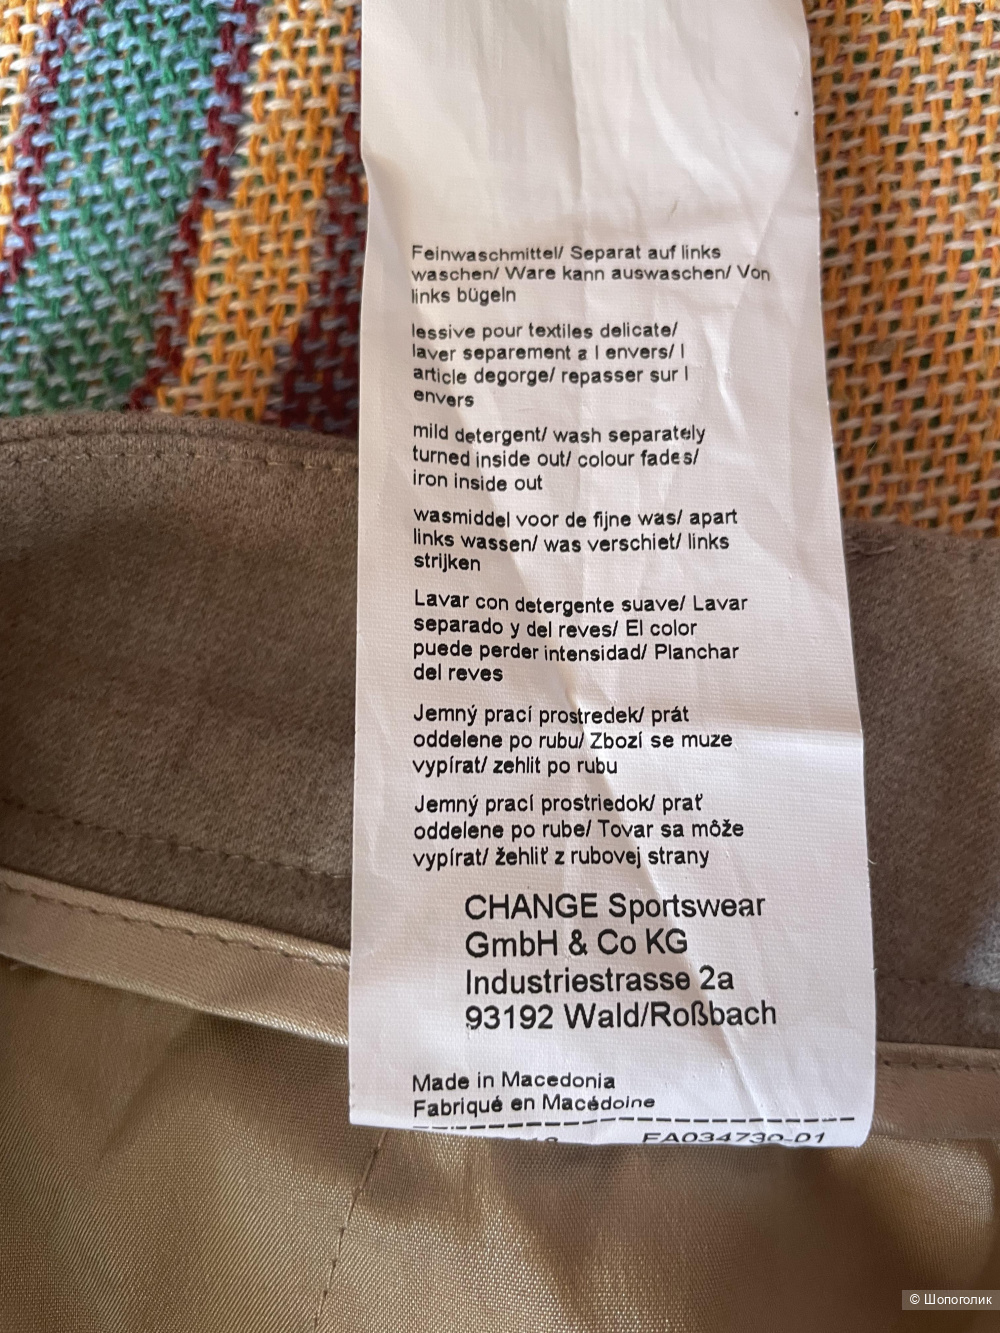 Feinwaschmittel/ Separat auf links
waschen/ Ware kann auswaschen/ Von
links bügeln
lessive pour textiles delicate/
laver separement a l envers/ l
article degorge/ repasser sur l
envers
mild detergent/ wash separately
turned inside out/ colour fades/
iron inside out
wasmiddel voor de fijne was/ apart
links wassen/ was verschiet/ links
strijken
Lavar con detergente suave/ Lavar
separado y del reves/ El color
puede perder intensidad/ Planchar
del reves
Jemný prací prostredek/ prát
oddelene po rubu/ Zbozí se muze
vypírat/ zehlit po rubu
Jemný prací prostriedok/ prať
oddelene po rube/ Tovar sa môže
vypírat/ žehliť z rubovej strany
CHANGE Sportswear
GmbH & Co KG
Industriestrasse 2a
93192 Wald/Roßbach
Made in Macedonia
Fabriqué en Macédoine
FA034730-01
© Шопоголик